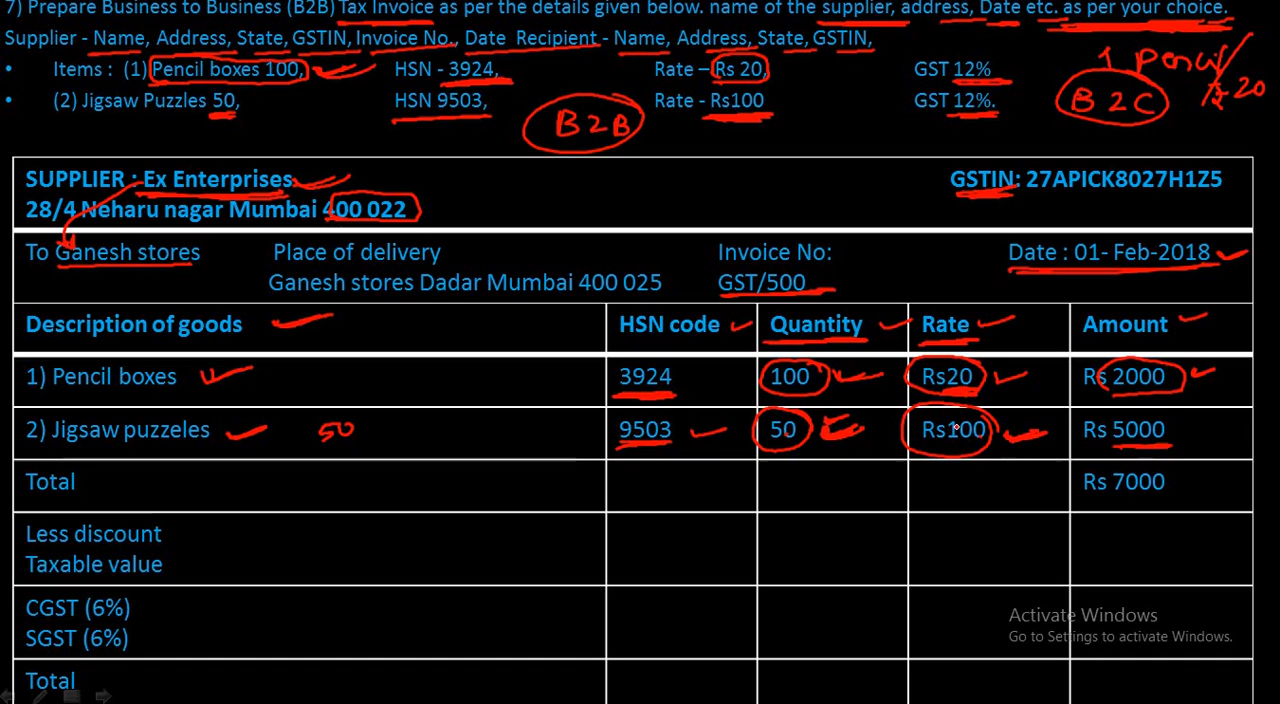 7) Prepare Business to Business (B2B) Tax Invoice as per the details given below. name of the supplier, address, Date etc. as per your choice.
Supplier - Name, Address, State, GSTIN, Invoice No., Date Recipient - Name, Address, State, GSTIN,
1 Pencil/
• Items : (1) Pencil boxes 100, HSN - 3924, Rate – Rs 20, GST 12%
₹ 20
• (2) Jigsaw Puzzles 50, HSN 9503, Rate - Rs100 GST 12%.
B2B
B2C
SUPPLIER : Ex Enterprises GSTIN: 27APICK8027H1Z5
28/4 Neharu nagar Mumbai 400 022
To Ganesh stores Place of delivery Invoice No: Date : 01- Feb-2018
Ganesh stores Dadar Mumbai 400 025 GST/500
Description of goods HSN code Quantity Rate Amount
1) Pencil boxes 3924 100 Rs20 Rs 2000
2) Jigsaw puzzeles 50 9503 50 Rs100 Rs 5000
Total Rs 7000
Less discount
Taxable value
CGST (6%)
SGST (6%)
Activate Windows
Go to Settings to activate Windows.
Total